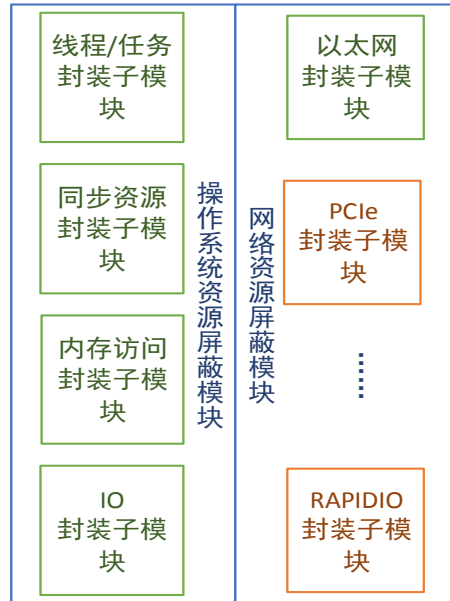 线程/任务
封装子模
块
同步资源
封装子模
块
内存访问
封装子模
块
IO
封装子模
块
操作系统资源屏蔽模块
网络资源屏蔽模块
以太网
封装子模
块
PCIe
封装子模
块
......
RAPIDIO
封装子模
块